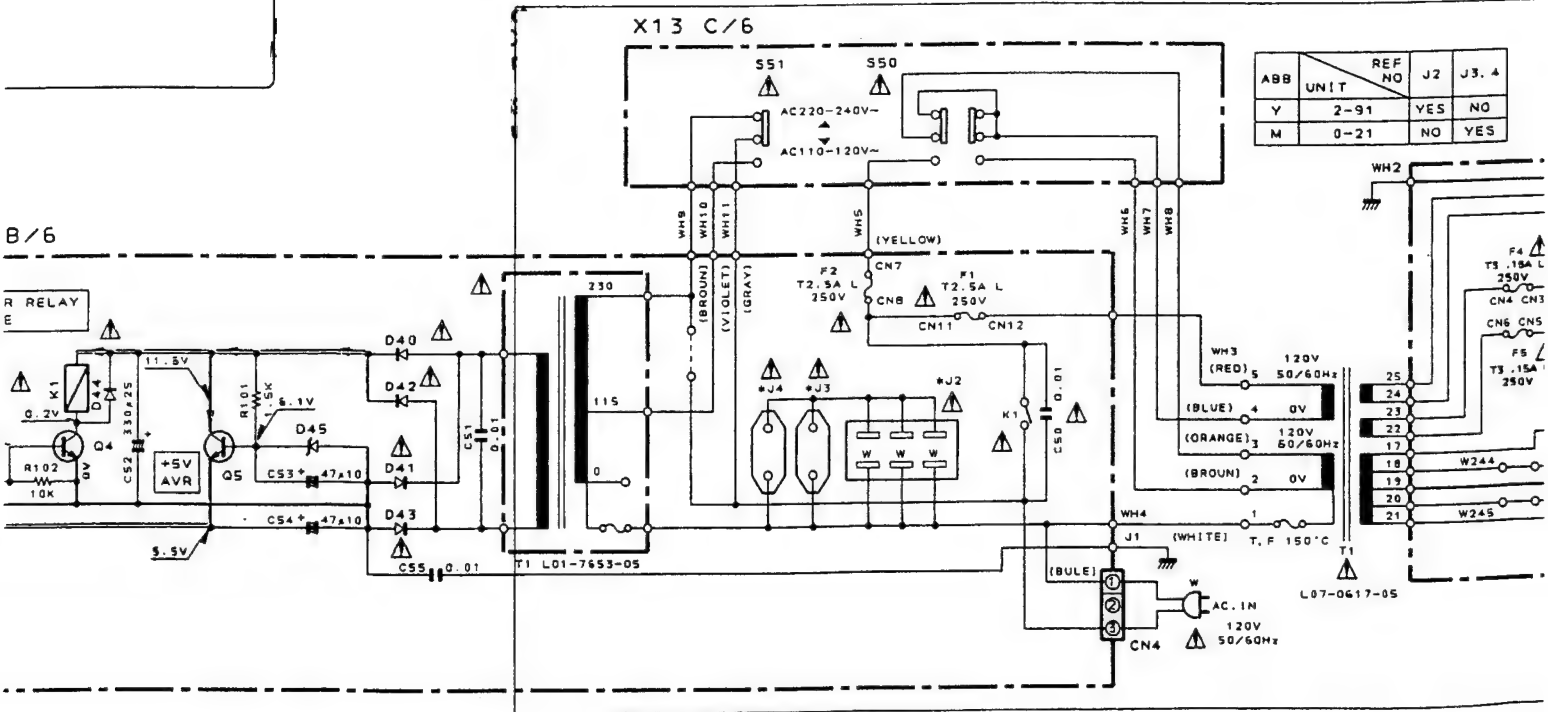 X13 C/6
S51
S50
AC220-240V~
AC110-120V~
ABB
UNIT
REF NO
J2
J3.4
Y
2-91
YES
NO
M
0-21
NO
YES
WH2
WH9
WH10
WH11
WH5
WH6
WH7
WH8
B/6
(YELLOW)
CN7
(BROUN)
(VIOLET)
(GRAY)
F2
T2.5A L
250V
CN8
F1
T2.5A L
250V
CN11
CN12
F4
250V
CN4 CN3
CN6 CN5
F5
250V
R RELAY
E
230
115
0
D40
D42
D41
D43
D44
D45
K1
11.5V
0.2V
6.1V
R101
1.5K
Q4
0V
C52
330x25
+
+5V
AVR
Q5
R102
10K
C53
+
47x10
C54
+
47x10
5.5V
C51
0.01
C55
0.01
T1 L01-7653-05
*J4
*J3
*J2
W W W
K1
C50
0.01
WH3
(RED)
5
120V
50/60Hz
(BLUE)
4
0V
(ORANGE)
3
120V
50/60Hz
(BROUN)
2
0V
WH4
(WHITE)
1
T.F 150°C
T1
L07-0617-05
25
24
23
22
17
18
19
20
21
W244
W245
J1
(BULE)
1
2
3
CN4
W
AC.IN
120V
50/60Hz